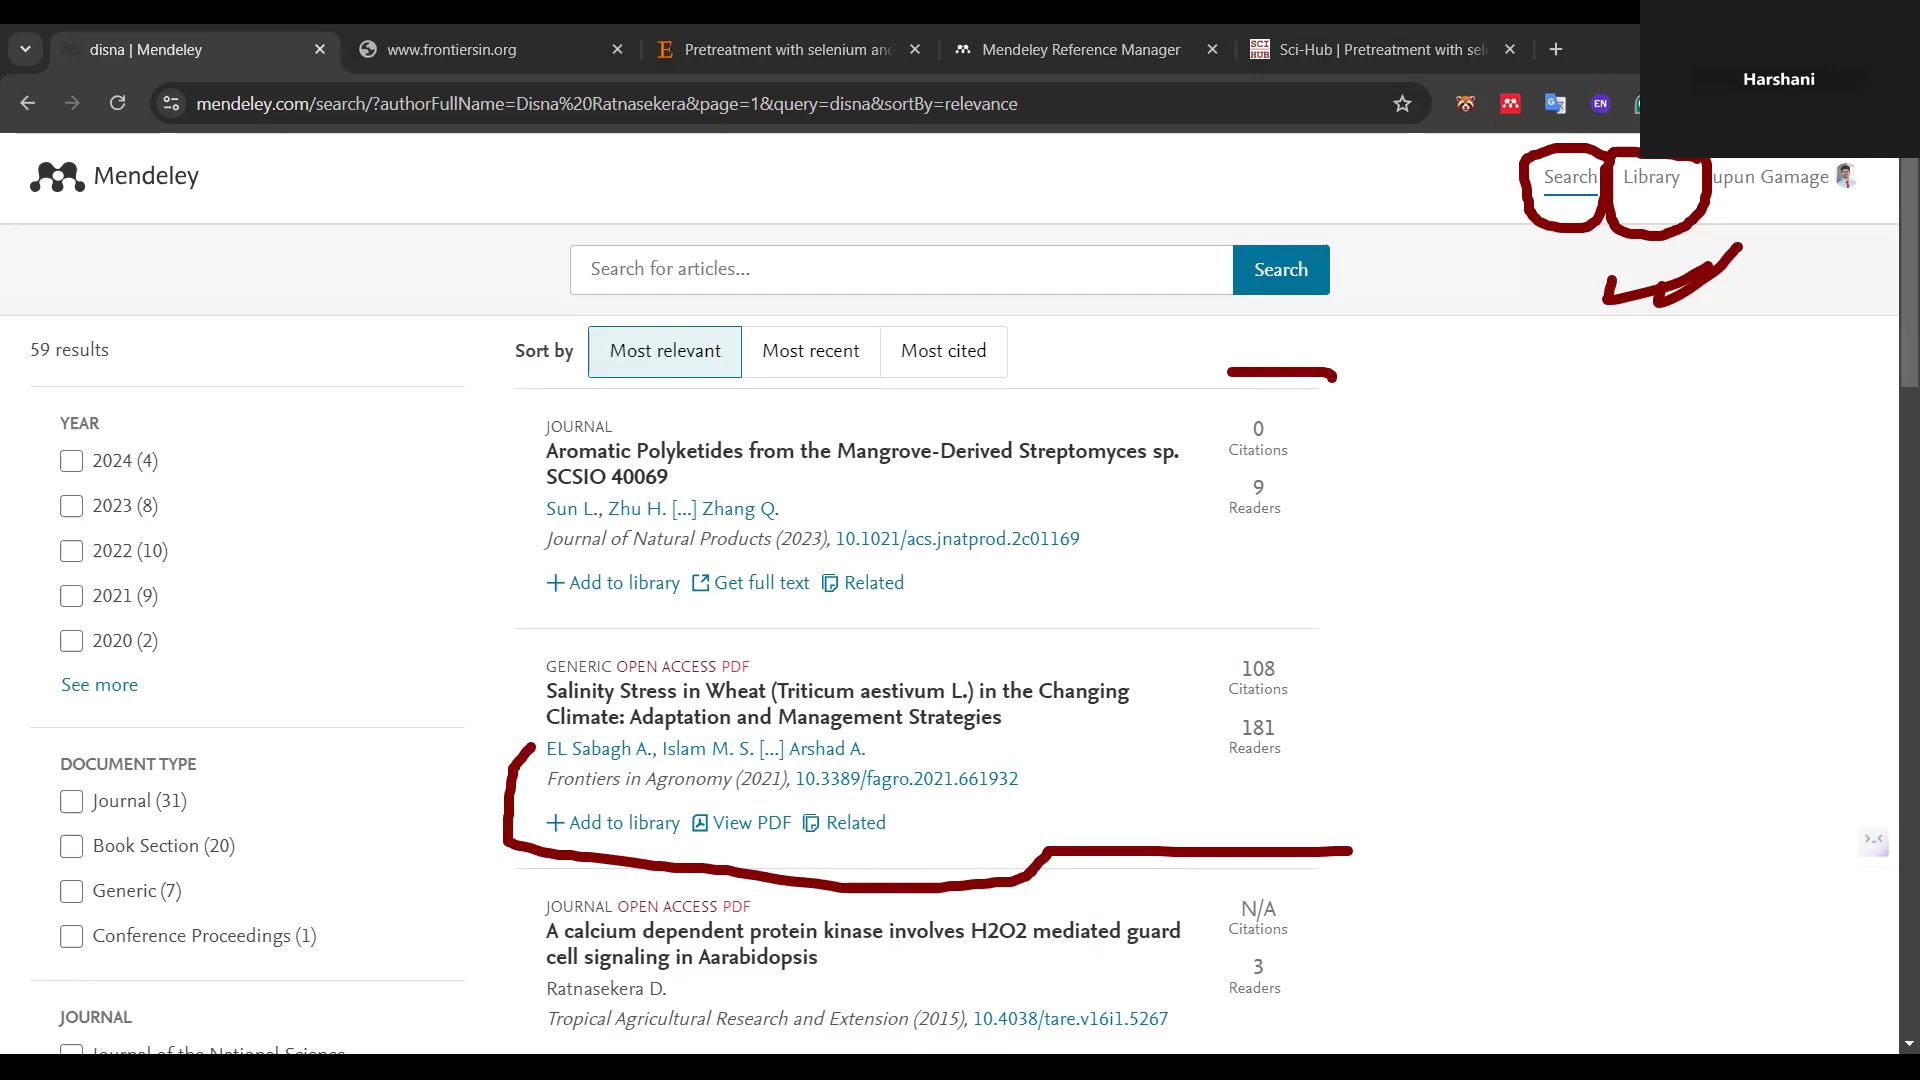 disna | Mendeley
www.frontiersin.org
Pretreatment with selenium and
Mendeley Reference Manager
Sci-Hub | Pretreatment with sel
Harshani
mendeley.com/search/?authorFullName=Disna%20Ratnasekera&page=1&query=disna&sortBy=relevance
EN
Mendeley
Search
Library
upun Gamage
Search for articles...
Search
59 results
Sort by
Most relevant
Most recent
Most cited
YEAR
2024 (4)
2023 (8)
2022 (10)
2021 (9)
2020 (2)
See more
DOCUMENT TYPE
Journal (31)
Book Section (20)
Generic (7)
Conference Proceedings (1)
JOURNAL
Journal of the National Science
JOURNAL
Aromatic Polyketides from the Mangrove-Derived Streptomyces sp.
SCSIO 40069
Sun L., Zhu H. [...] Zhang Q.
Journal of Natural Products (2023), 10.1021/acs.jnatprod.2c01169
Add to library Get full text Related
0
Citations
9
Readers
GENERIC OPEN ACCESS PDF
Salinity Stress in Wheat (Triticum aestivum L.) in the Changing
Climate: Adaptation and Management Strategies
EL Sabagh A., Islam M. S. [...] Arshad A.
Frontiers in Agronomy (2021), 10.3389/fagro.2021.661932
Add to library View PDF Related
108
Citations
181
Readers
JOURNAL OPEN ACCESS PDF
A calcium dependent protein kinase involves H2O2 mediated guard
cell signaling in Aarabidopsis
Ratnasekera D.
Tropical Agricultural Research and Extension (2015), 10.4038/tare.v16i1.5267
N/A
Citations
3
Readers